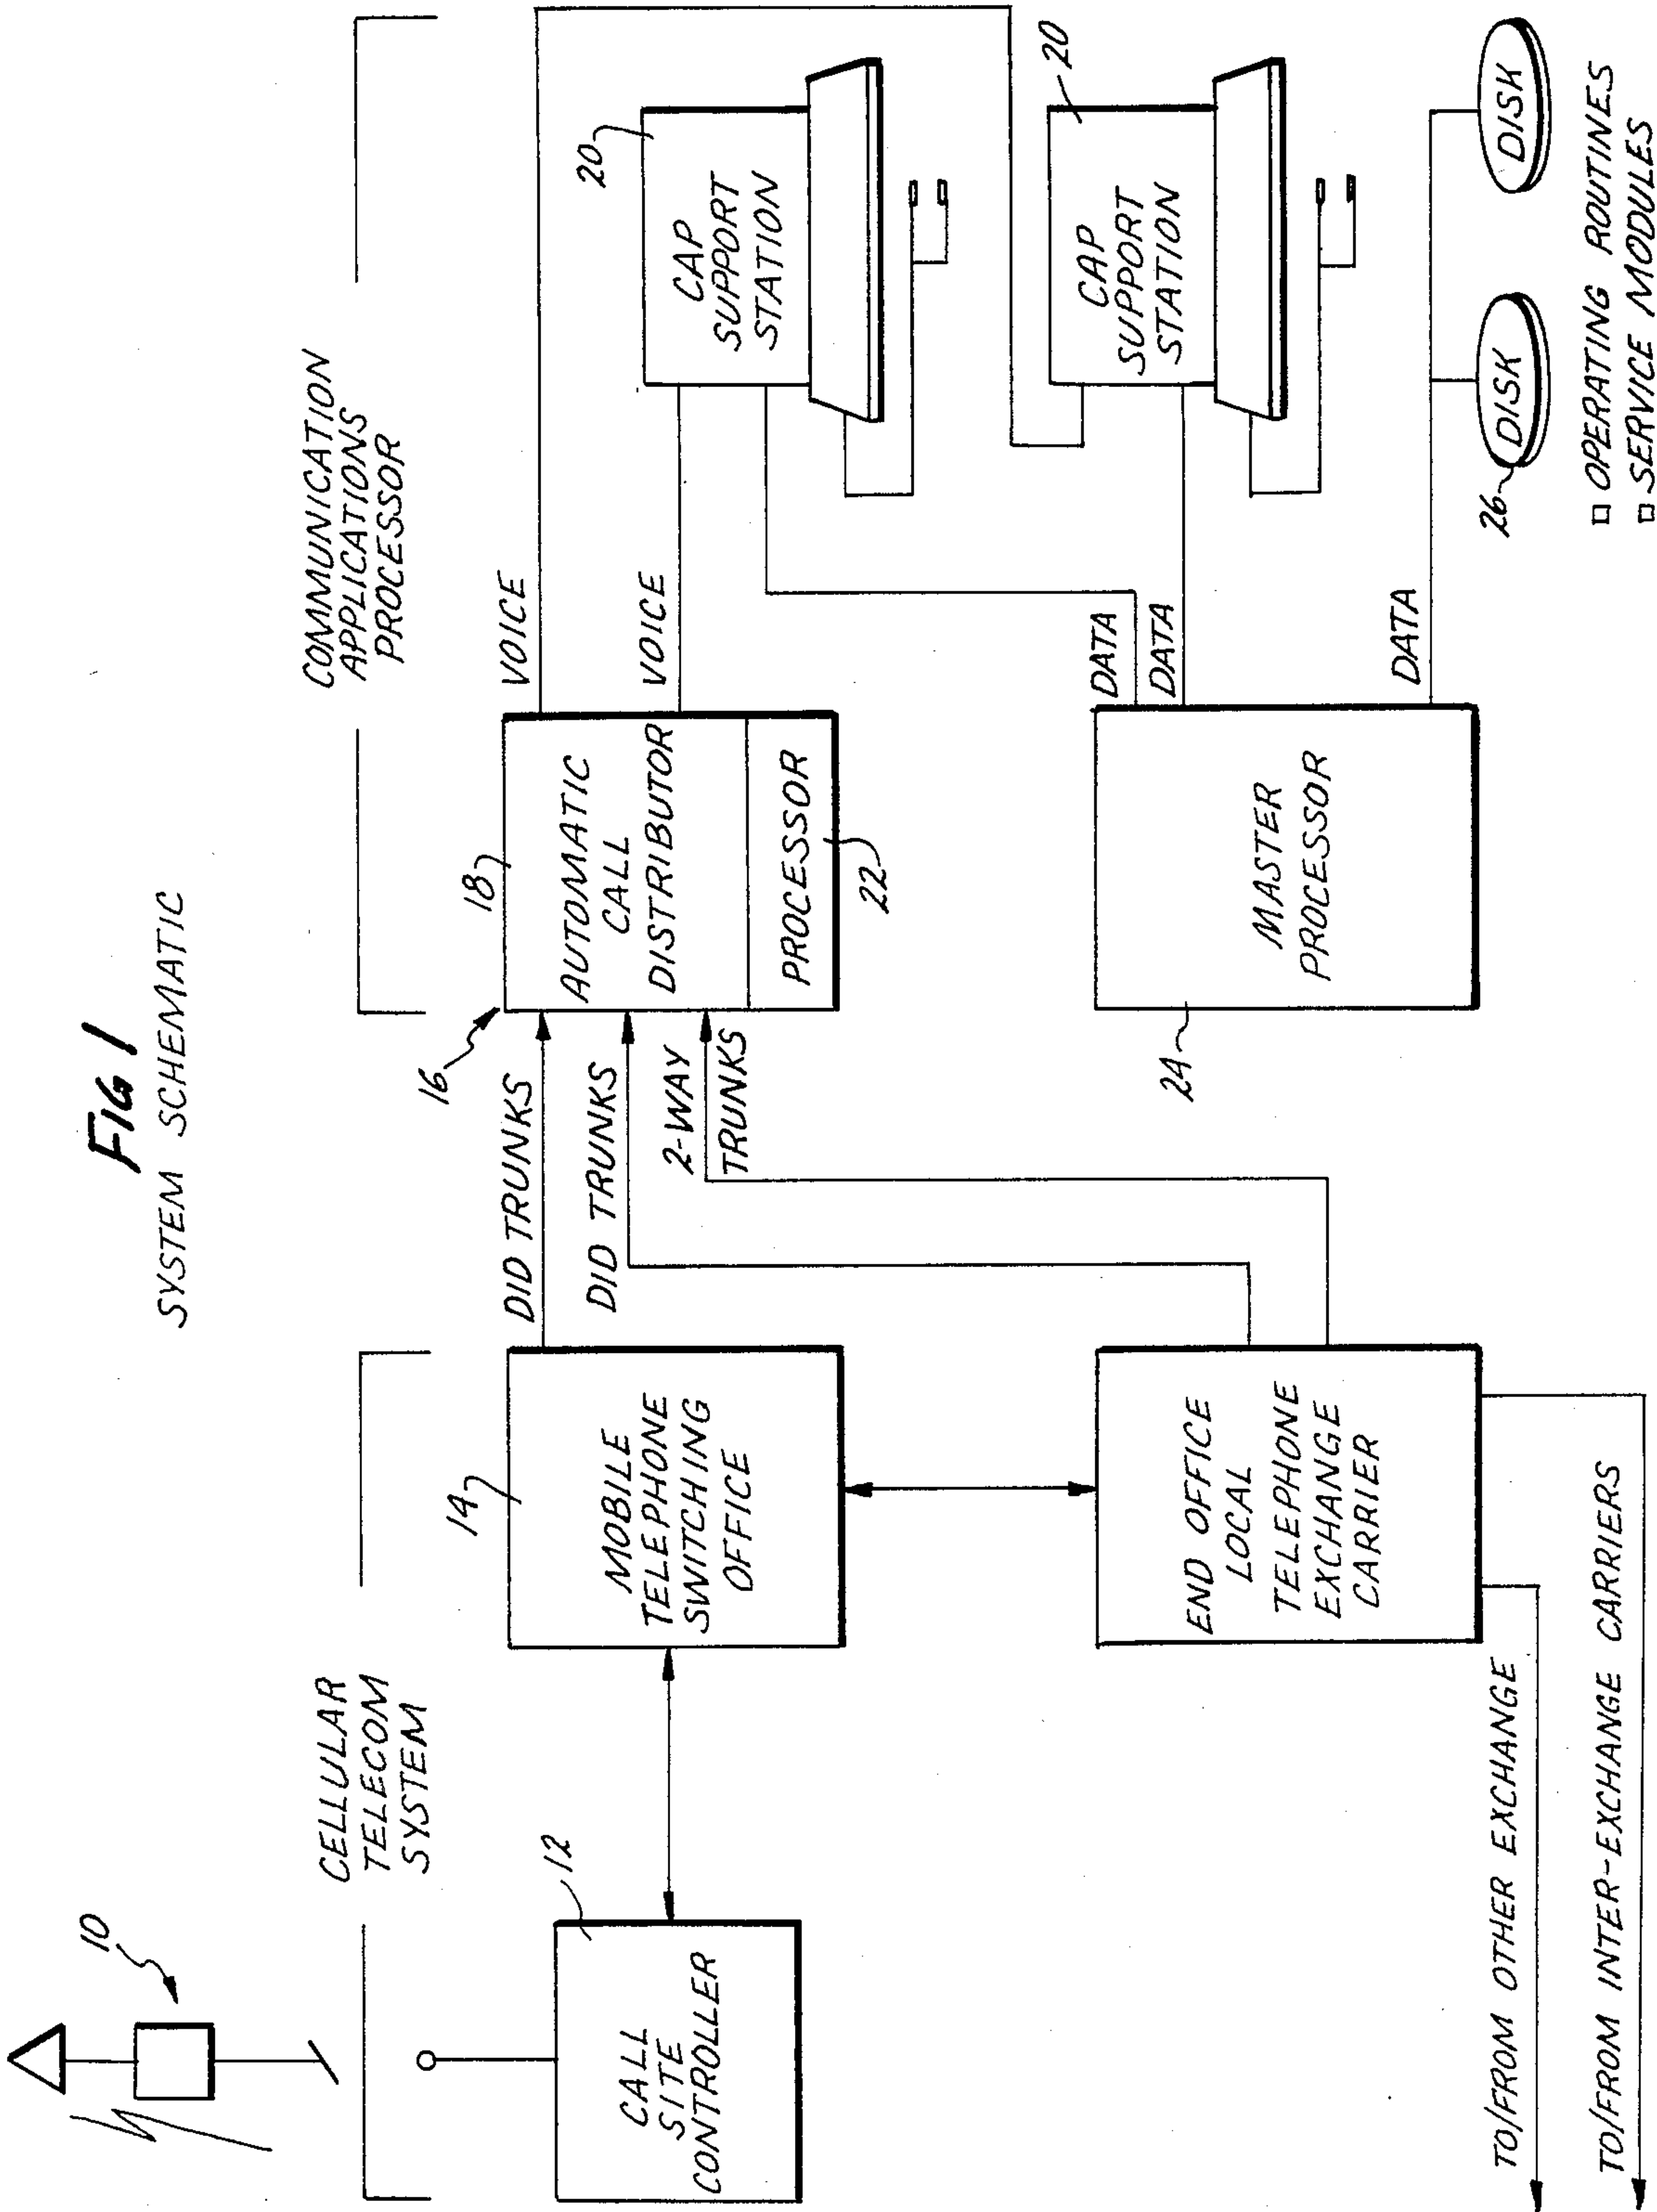 FIG 1
SYSTEM SCHEMATIC
10
CELLULAR
TELECOM
SYSTEM
COMMUNICATION
APPLICATIONS
PROCESSOR
12
CALL
SITE
CONTROLLER
14
MOBILE
TELEPHONE
SWITCHING
OFFICE
DID TRUNKS
DID TRUNKS
2-WAY
TRUNKS
16
18
AUTOMATIC
CALL
DISTRIBUTOR
PROCESSOR
22
VOICE
VOICE
20
CAP
SUPPORT
STATION
END OFFICE
LOCAL
TELEPHONE
EXCHANGE
CARRIER
24
MASTER
PROCESSOR
DATA
DATA
DATA
20
CAP
SUPPORT
STATION
26
DISK
DISK
OPERATING ROUTINES
SERVICE MODULES
TO/FROM OTHER EXCHANGE
TO/FROM INTER-EXCHANGE CARRIERS